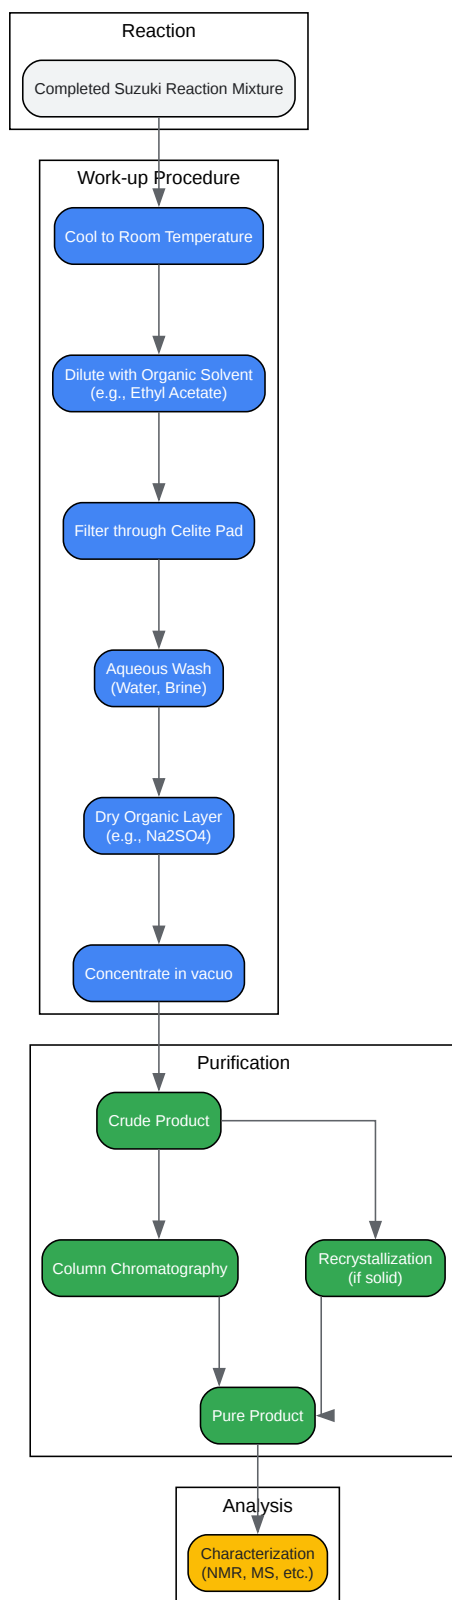 Reaction
Completed Suzuki Reaction Mixture
Work-up Procedure
Cool to Room Temperature
Dilute with Organic Solvent
(e.g., Ethyl Acetate)
Filter through Celite Pad
Aqueous Wash
(Water, Brine)
Dry Organic Layer
(e.g., Na2SO4)
Concentrate in vacuo
Purification
Crude Product
Column Chromatography
Recrystallization
(if solid)
Pure Product
Analysis
Characterization
(NMR, MS, etc.)